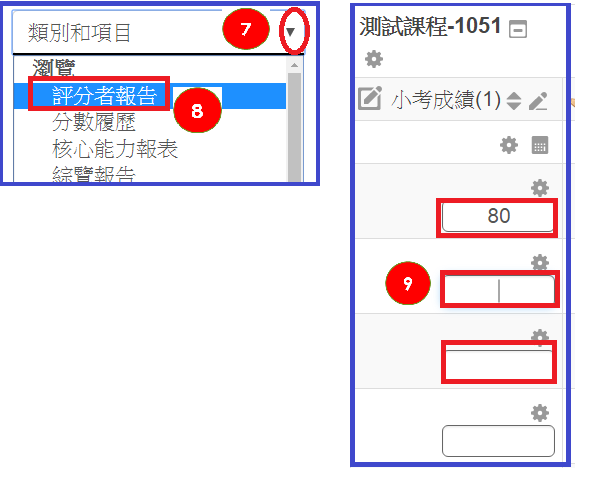 類別和項目
7
瀏覽
評分者報告
8
分數履歷
核心能力報表
綜覽報告
測試課程-1051
小考成績(1)
80
9